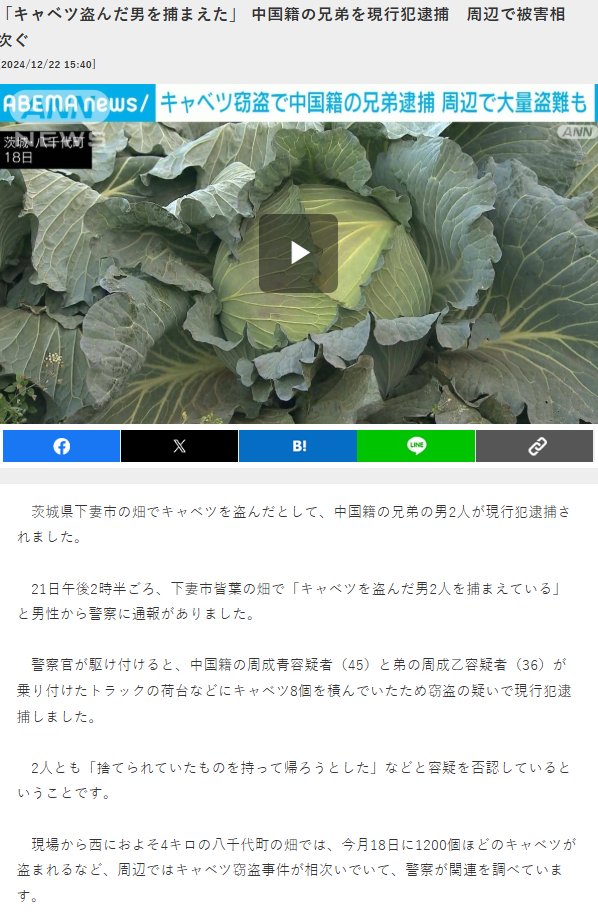 「キャベツ盗んだ男を捕まえた」 中国籍の兄弟を現行犯逮捕　周辺で被害相
次ぐ
[2024/12/22 15:40]
ABEMA news/ キャベツ窃盗で中国籍の兄弟逮捕 周辺で大量盗難も
ANN NEWS
ANN
茨城・八千代町
18日
X
B!
LINE
茨城県下妻市の畑でキャベツを盗んだとして、中国籍の兄弟の男2人が現行犯逮捕さ
れました。
21日午後2時半ごろ、下妻市皆葉の畑で「キャベツを盗んだ男2人を捕まえている」
と男性から警察に通報がありました。
警察官が駆け付けると、中国籍の周成青容疑者（45）と弟の周成乙容疑者（36）が
乗り付けたトラックの荷台などにキャベツ8個を積んでいたため窃盗の疑いで現行犯逮
捕しました。
2人とも「捨てられていたものを持って帰ろうとした」などと容疑を否認していると
いうことです。
現場から西におよそ4キロの八千代町の畑では、今月18日に1200個ほどのキャベツが
盗まれるなど、周辺ではキャベツ窃盗事件が相次いでいて、警察が関連を調べていま
す。